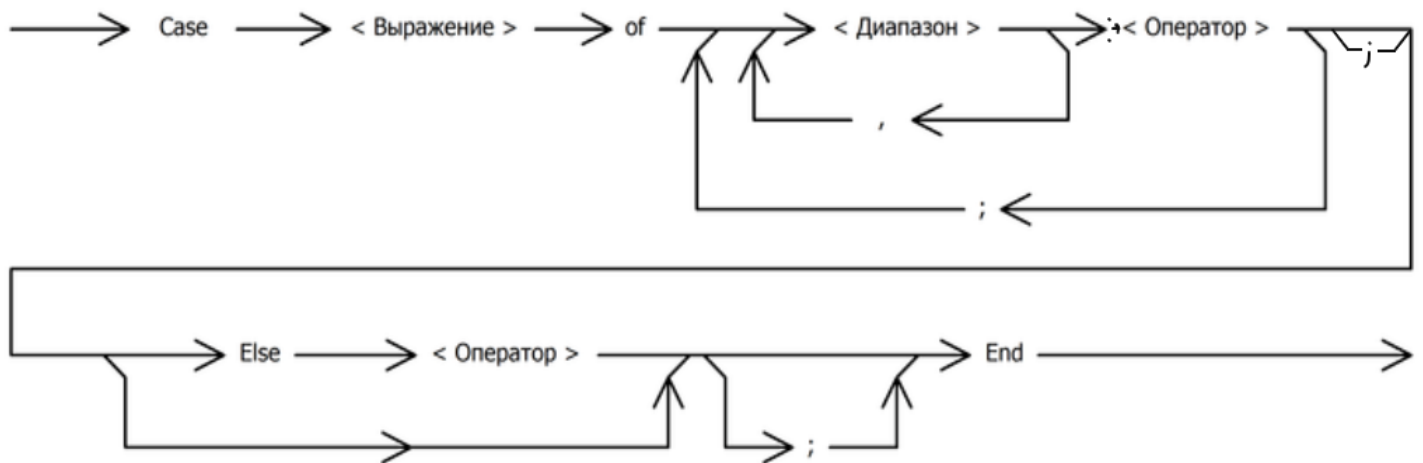 Case < Выражение > of < Диапазон > : < Оператор > ;
,
;
Else < Оператор > End
;